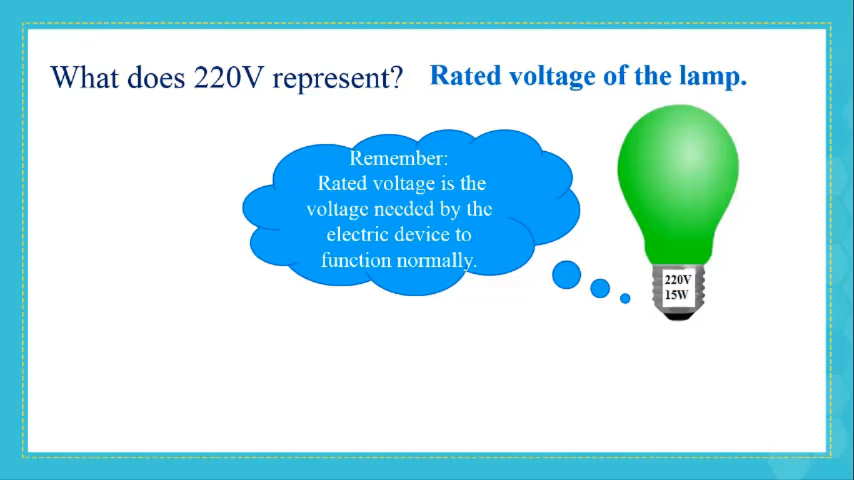 What does 220V represent?
Rated voltage of the lamp.
Remember:
Rated voltage is the
voltage needed by the
electric device to
function normally.
220V
15W